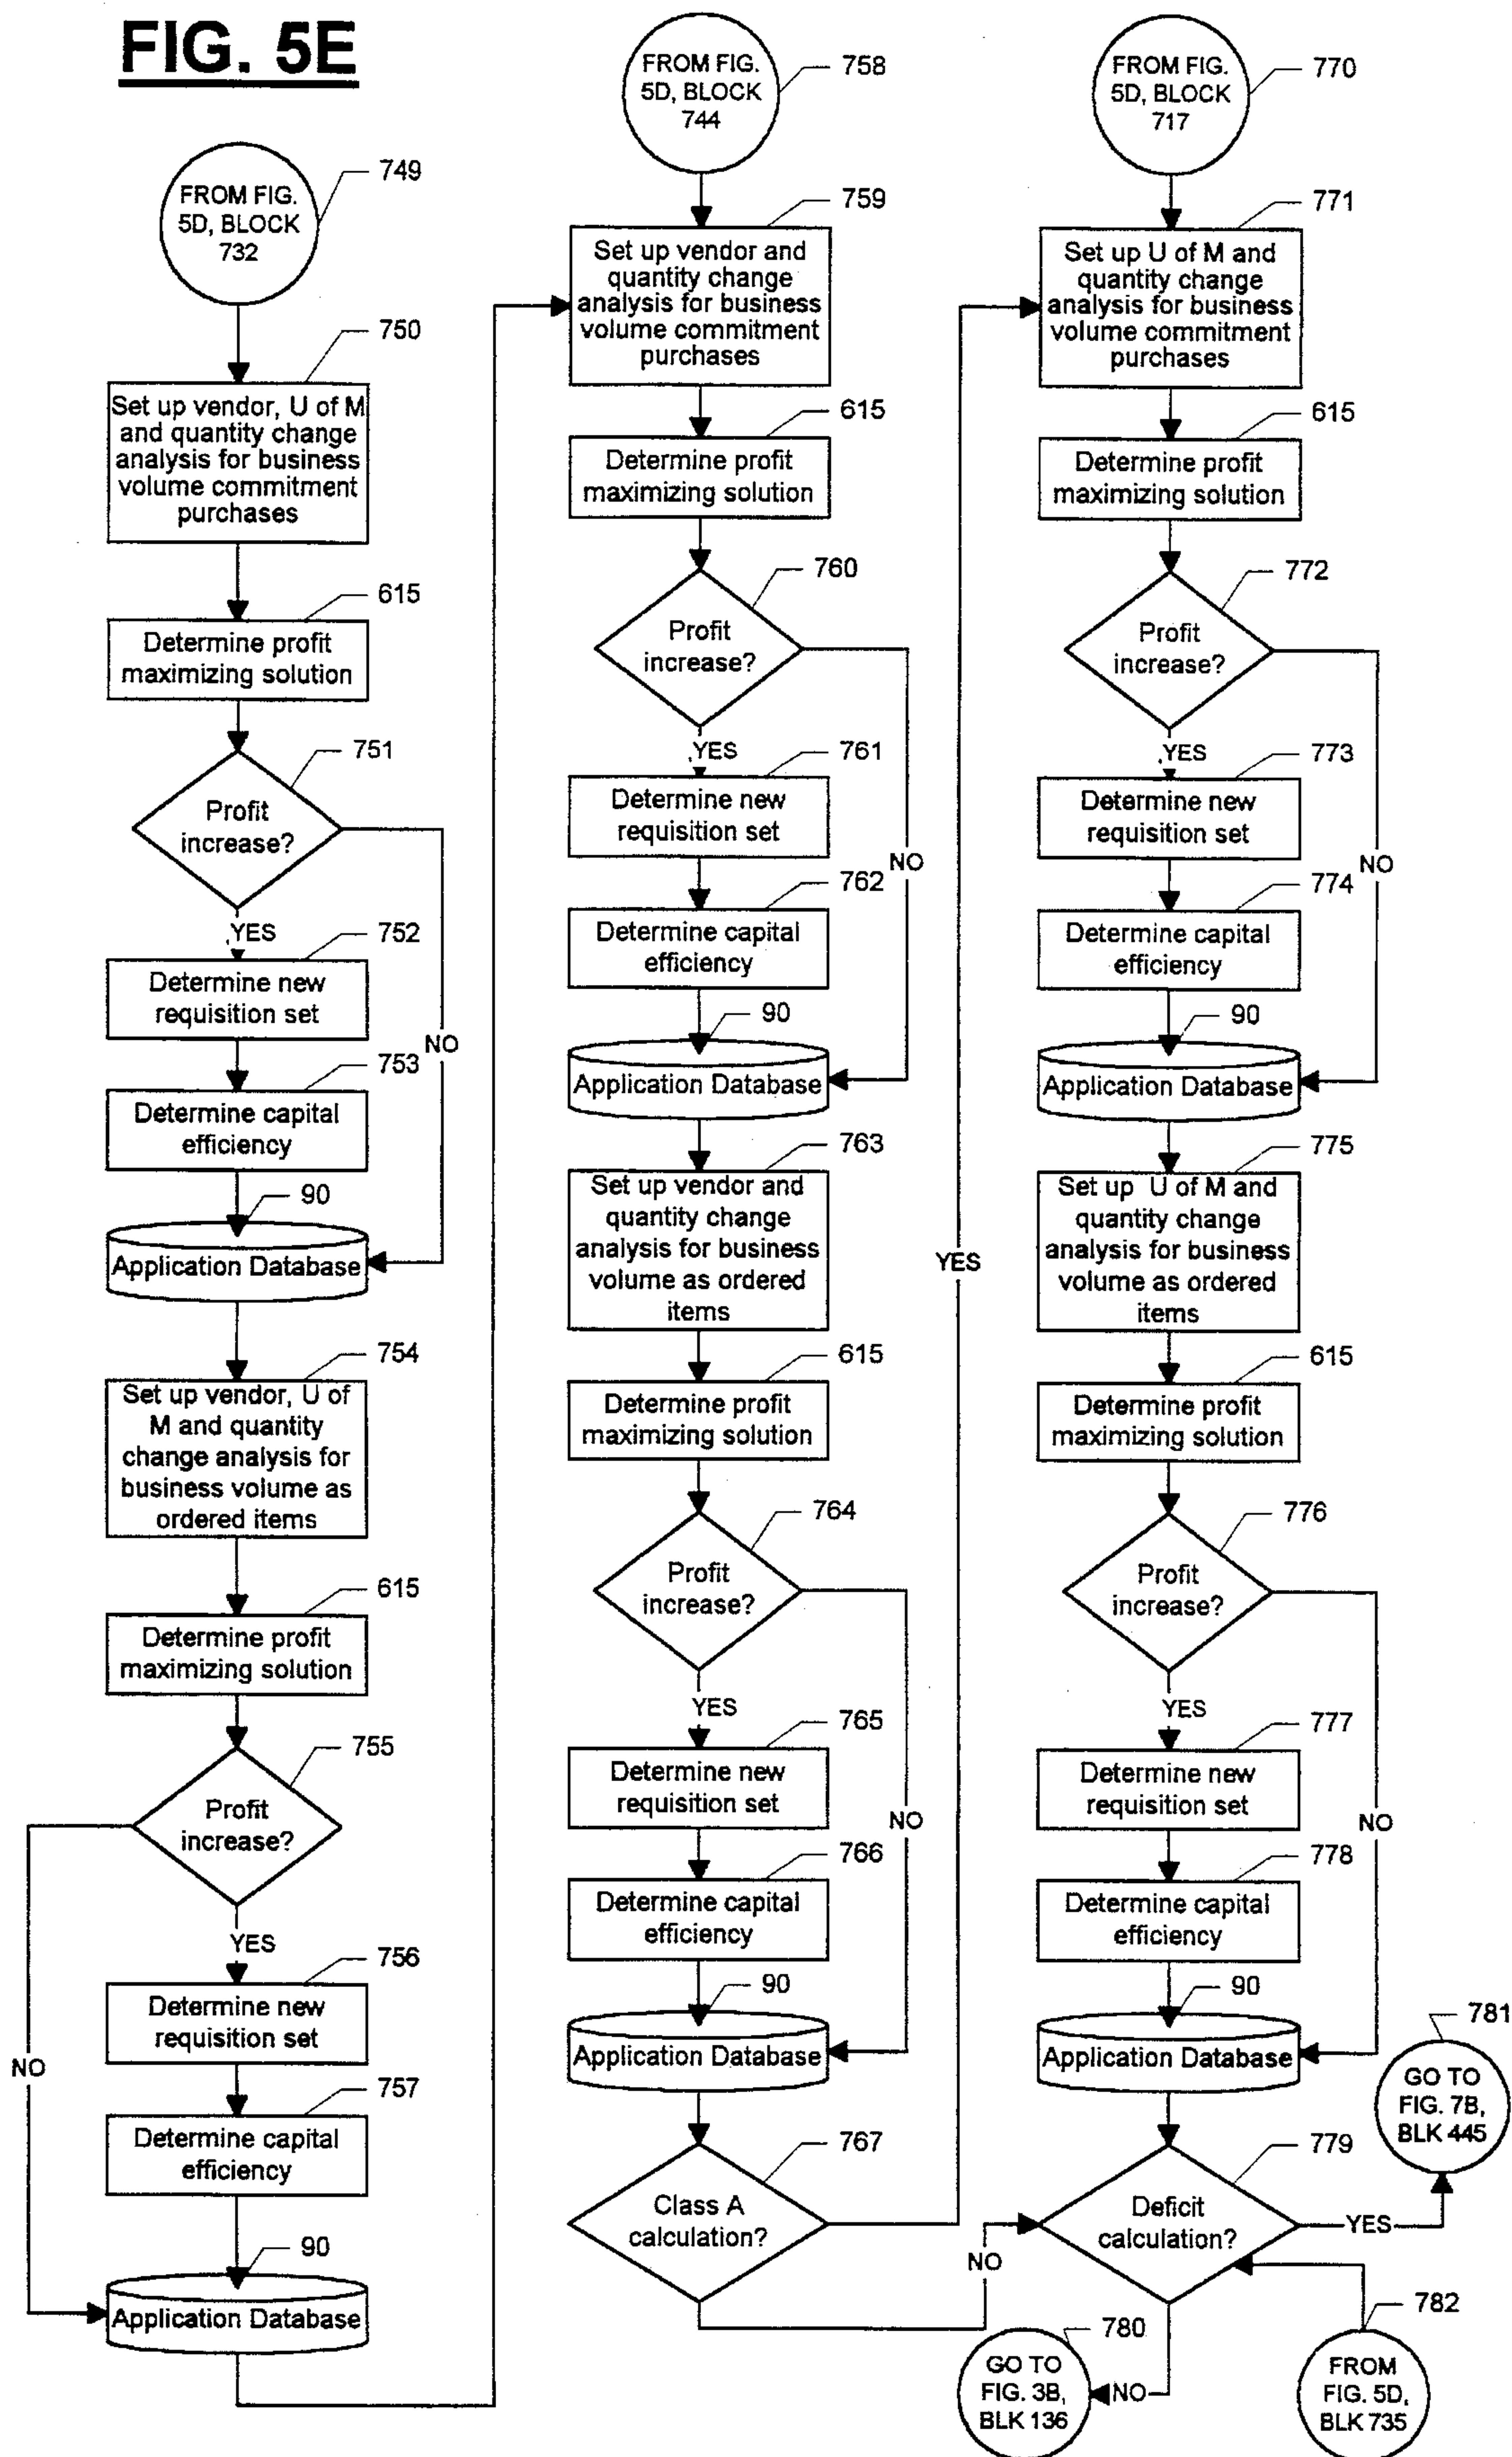 FIG. 5E
FROM FIG.
5D, BLOCK
732
749
750
Set up vendor, U of M
and quantity change
analysis for business
volume commitment
purchases
615
Determine profit
maximizing solution
751
Profit
increase?
YES
NO
752
Determine new
requisition set
753
Determine capital
efficiency
90
Application Database
754
Set up vendor, U of
M and quantity
change analysis for
business volume as
ordered items
615
Determine profit
maximizing solution
755
Profit
increase?
YES
NO
756
Determine new
requisition set
757
Determine capital
efficiency
90
Application Database
FROM FIG.
5D, BLOCK
744
758
759
Set up vendor and
quantity change
analysis for business
volume commitment
purchases
615
Determine profit
maximizing solution
760
Profit
increase?
YES
NO
761
Determine new
requisition set
762
Determine capital
efficiency
90
Application Database
763
Set up vendor and
quantity change
analysis for business
volume as ordered
items
615
Determine profit
maximizing solution
764
Profit
increase?
YES
NO
765
Determine new
requisition set
766
Determine capital
efficiency
90
Application Database
767
Class A
calculation?
YES
NO
FROM FIG.
5D, BLOCK
717
770
771
Set up U of M and
quantity change
analysis for business
volume commitment
purchases
615
Determine profit
maximizing solution
772
Profit
increase?
YES
NO
773
Determine new
requisition set
774
Determine capital
efficiency
90
Application Database
775
Set up U of M and
quantity change
analysis for business
volume as ordered
items
615
Determine profit
maximizing solution
776
Profit
increase?
YES
NO
777
Determine new
requisition set
778
Determine capital
efficiency
90
Application Database
779
Deficit
calculation?
YES
NO
781
GO TO
FIG. 7B,
BLK 445
780
GO TO
FIG. 3B,
BLK 136
782
FROM
FIG. 5D,
BLK 735